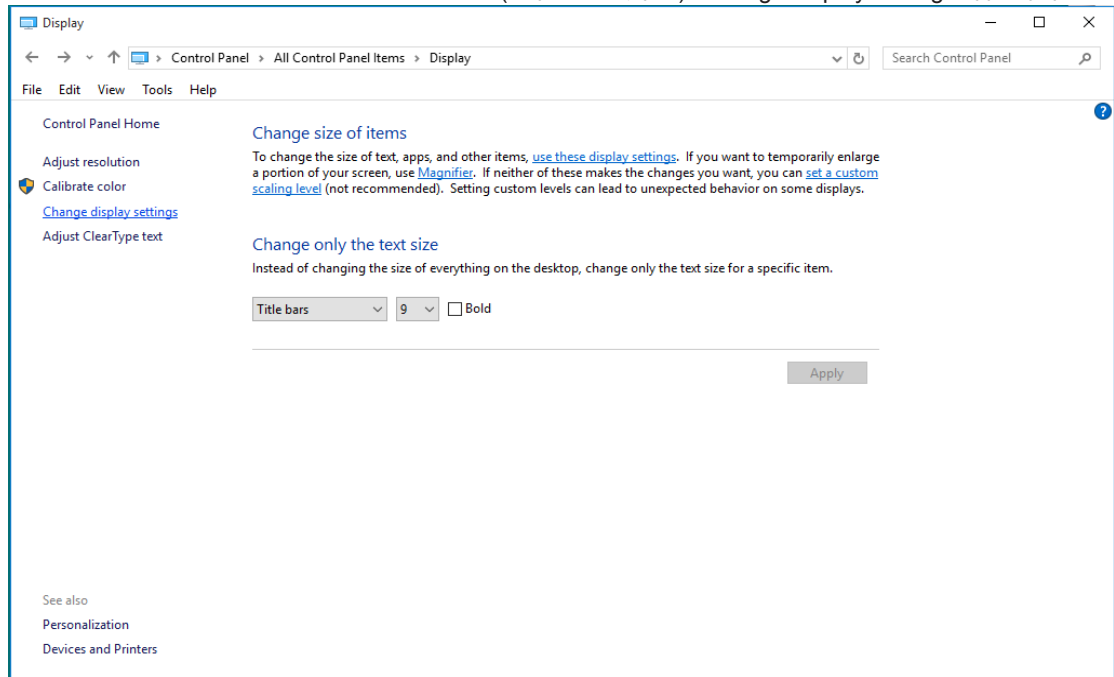 Display
Control Panel > All Control Panel Items > Display
Search Control Panel
File Edit View Tools Help
Control Panel Home
Adjust resolution
Calibrate color
Change display settings
Adjust ClearType text
Change size of items
To change the size of text, apps, and other items, use these display settings. If you want to temporarily enlarge
a portion of your screen, use Magnifier. If neither of these makes the changes you want, you can set a custom
scaling level (not recommended). Setting custom levels can lead to unexpected behavior on some displays.
Change only the text size
Instead of changing the size of everything on the desktop, change only the text size for a specific item.
Title bars 9 Bold
Apply
See also
Personalization
Devices and Printers